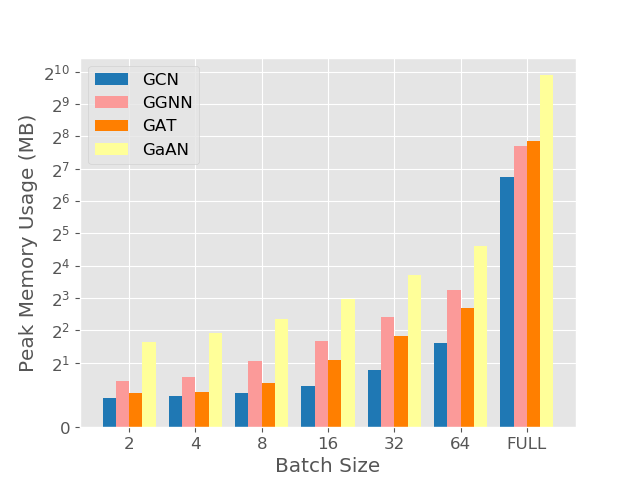 GCN
GGNN
GAT
GaAN
Peak Memory Usage (MB)
2^10
2^9
2^8
2^7
2^6
2^5
2^4
2^3
2^2
2^1
0
2 4 8 16 32 64 FULL
Batch Size